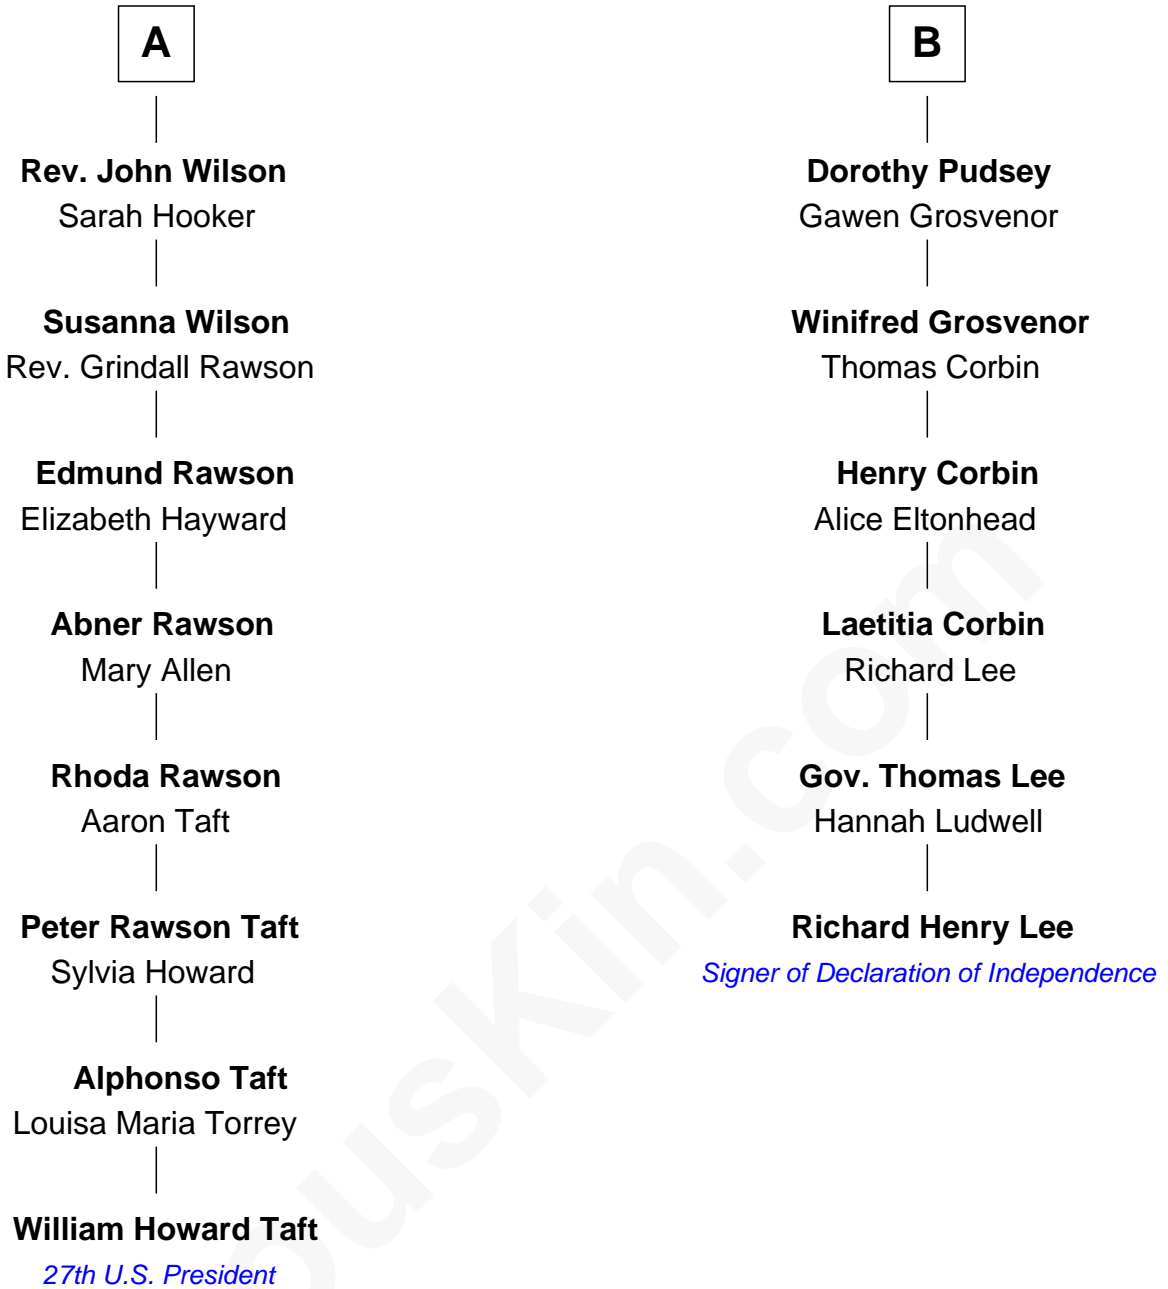 A
Rev. John Wilson
Sarah Hooker
Susanna Wilson
Rev. Grindall Rawson
Edmund Rawson
Elizabeth Hayward
Abner Rawson
Mary Allen
Rhoda Rawson
Aaron Taft
Peter Rawson Taft
Sylvia Howard
Alphonso Taft
Louisa Maria Torrey
William Howard Taft
27th U.S. President
B
Dorothy Pudsey
Gawen Grosvenor
Winifred Grosvenor
Thomas Corbin
Henry Corbin
Alice Eltonhead
Laetitia Corbin
Richard Lee
Gov. Thomas Lee
Hannah Ludwell
Richard Henry Lee
Signer of Declaration of Independence
ousKin.com